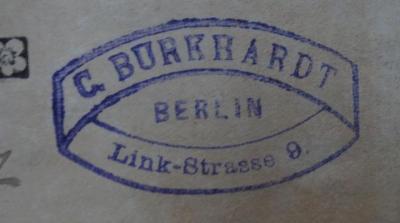 C. BURKHARDT
BERLIN
Link-Strasse 9.